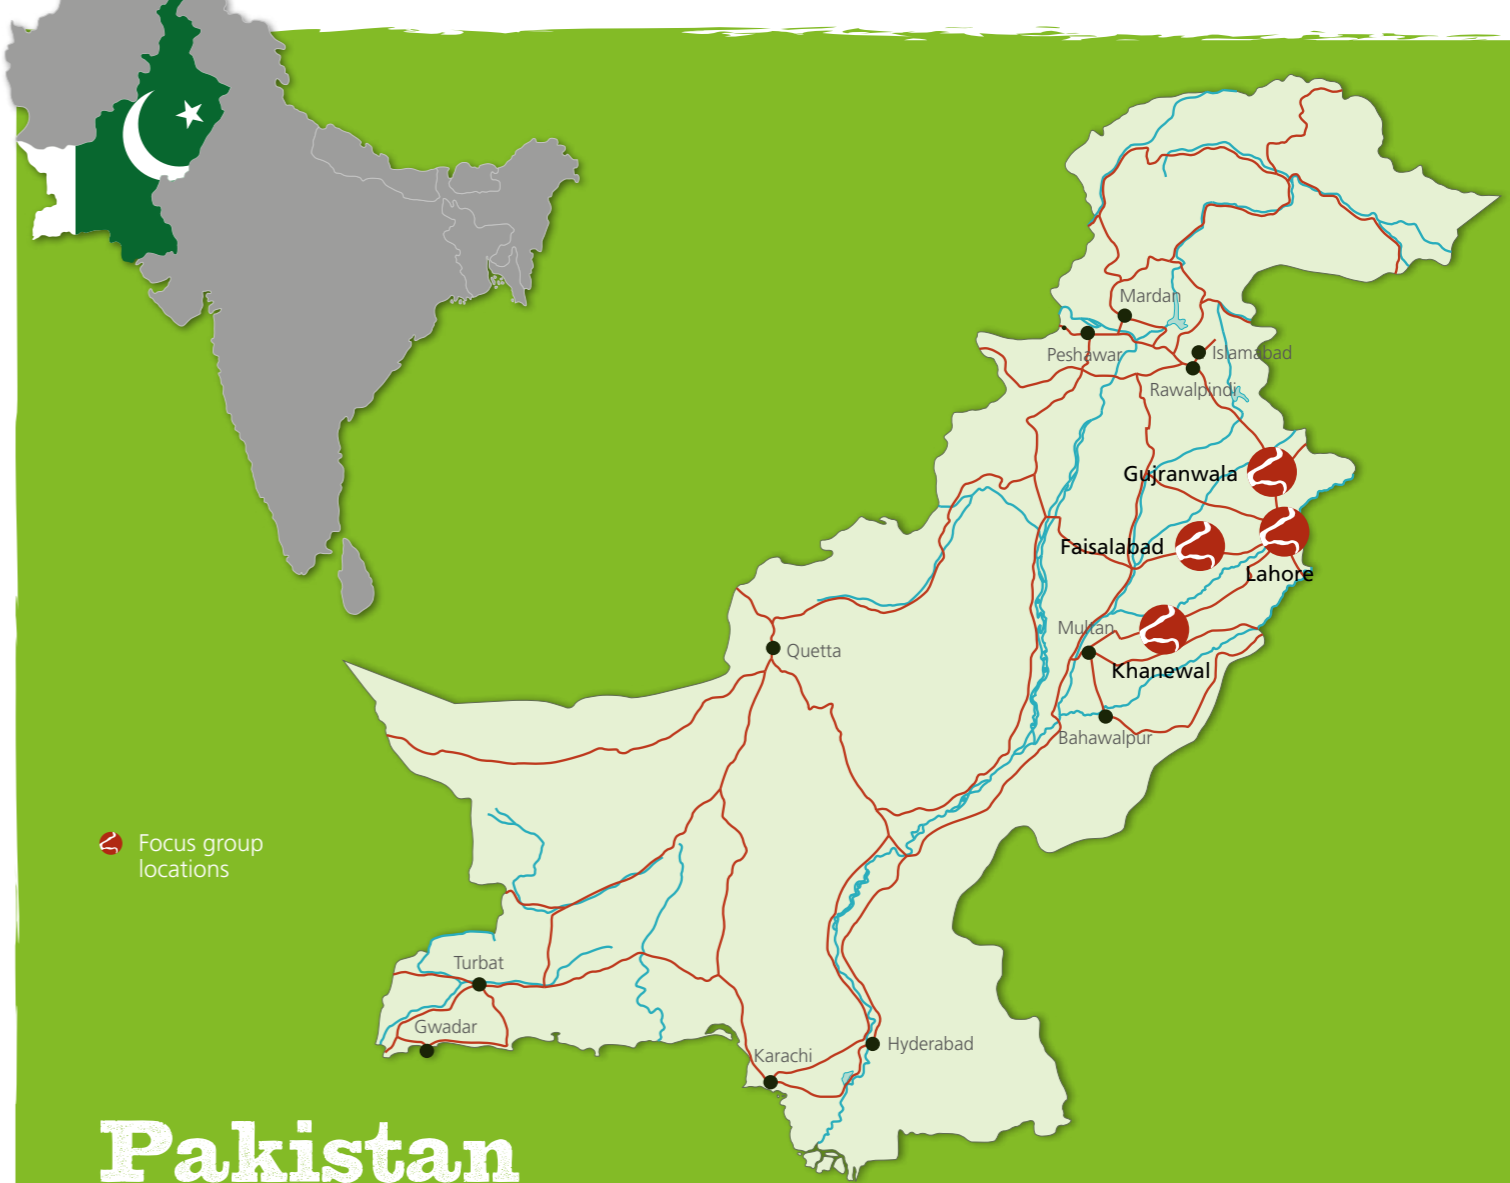 Mardan
Peshawar
Islamabad
Rawalpindi
Gujranwala
Faisalabad
Lahore
Multan
Quetta
Khanewal
Bahawalpur
Focus group
locations
Turbat
Gwadar
Karachi
Hyderabad
Pakistan